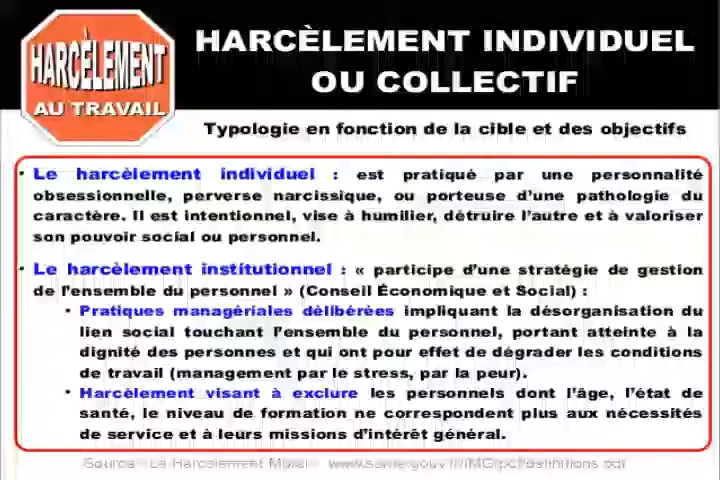 HARCÈLEMENT
AU TRAVAIL
HARCÈLEMENT INDIVIDUEL
OU COLLECTIF
Typologie en fonction de la cible et des objectifs
• Le harcèlement individuel : est pratiqué par une personnalité
obsessionnelle, perverse narcissique, ou porteuse d'une pathologie du
caractère. Il est intentionnel, vise à humilier, détruire l'autre et à valoriser
son pouvoir social ou personnel.
• Le harcèlement institutionnel : « participe d'une stratégie de gestion
de l'ensemble du personnel » (Conseil Économique et Social) :
• Pratiques managériales délibérées impliquant la désorganisation du
lien social touchant l'ensemble du personnel, portant atteinte à la
dignité des personnes et qui ont pour effet de dégrader les conditions
de travail (management par le stress, par la peur).
• Harcèlement visant à exclure les personnels dont l'âge, l'état de
santé, le niveau de formation ne correspondent plus aux nécessités
de service et à leurs missions d'intérêt général.
Source Le Harcèlement Moral